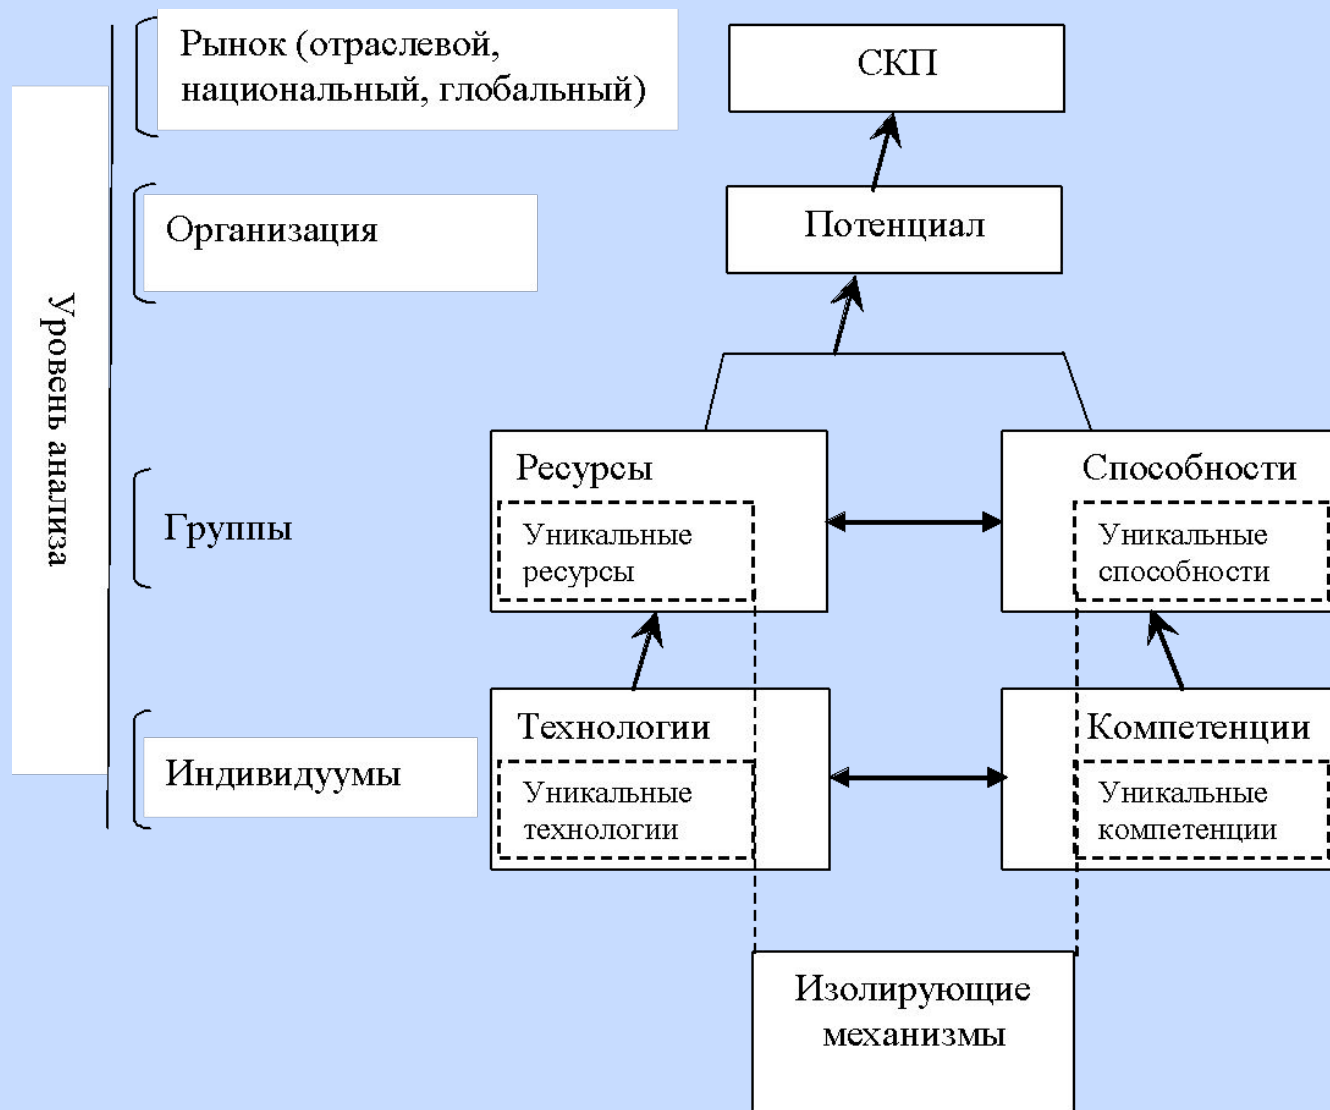 Рынок (отраслевой,
национальный, глобальный)
СКП
Организация
Потенциал
Уровень анализа
Группы
Ресурсы
Уникальные
ресурсы
Способности
Уникальные
способности
Индивидуумы
Технологии
Уникальные
технологии
Компетенции
Уникальные
компетенции
Изолирующие
механизмы